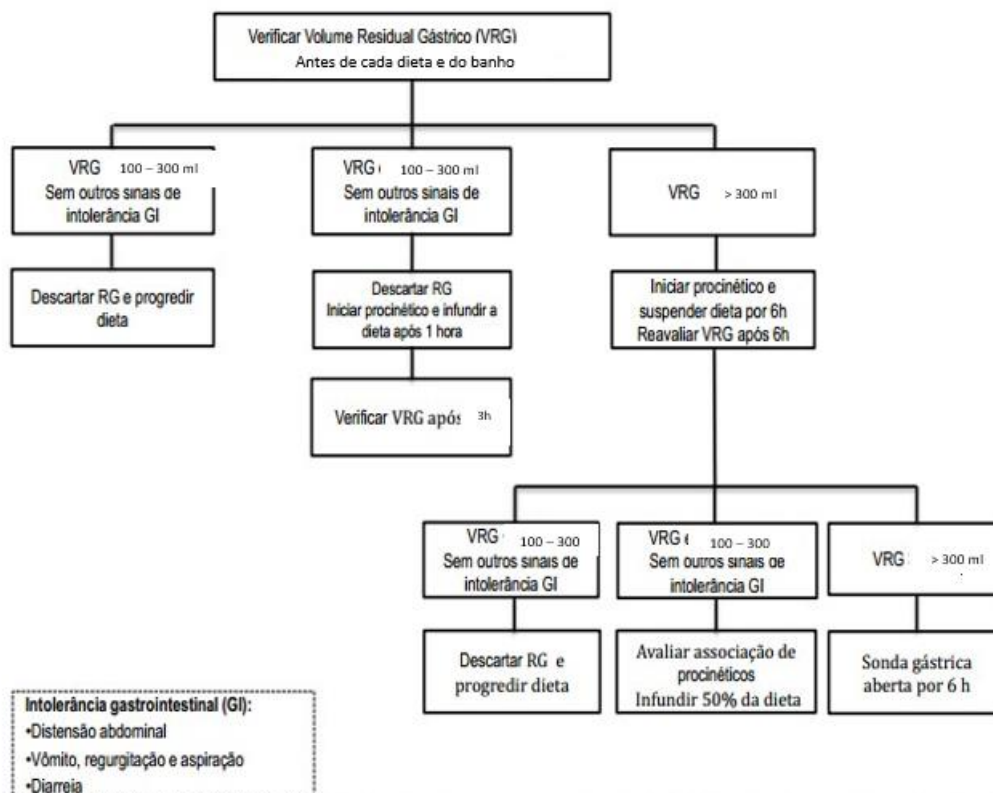 Verificar Volume Residual Gástrico (VRG)
Antes de cada dieta e do banho
VRG 100 – 300 ml
Sem outros sinais de
intolerância GI
VRG 100 – 300 ml
Sem outros sinais de
intolerância GI
VRG > 300 ml
Descartar RG e progredir
dieta
Descartar RG
Iniciar procinético e infundir a
dieta após 1 hora
Iniciar procinético e
suspender dieta por 6h
Reavaliar VRG após 6h
Verificar VRG após 3h
VRG 100 – 300
Sem outros sinais de
intolerância GI
VRG e 100 – 300
Sem outros sinais de
intolerância GI
VRG > 300 ml
Descartar RG e
progredir dieta
Avaliar associação de
procinéticos
Infundir 50% da dieta
Sonda gástrica
aberta por 6 h
Intolerância gastrointestinal (GI):
•Distensão abdominal
•Vômito, regurgitação e aspiração
•Diarreia